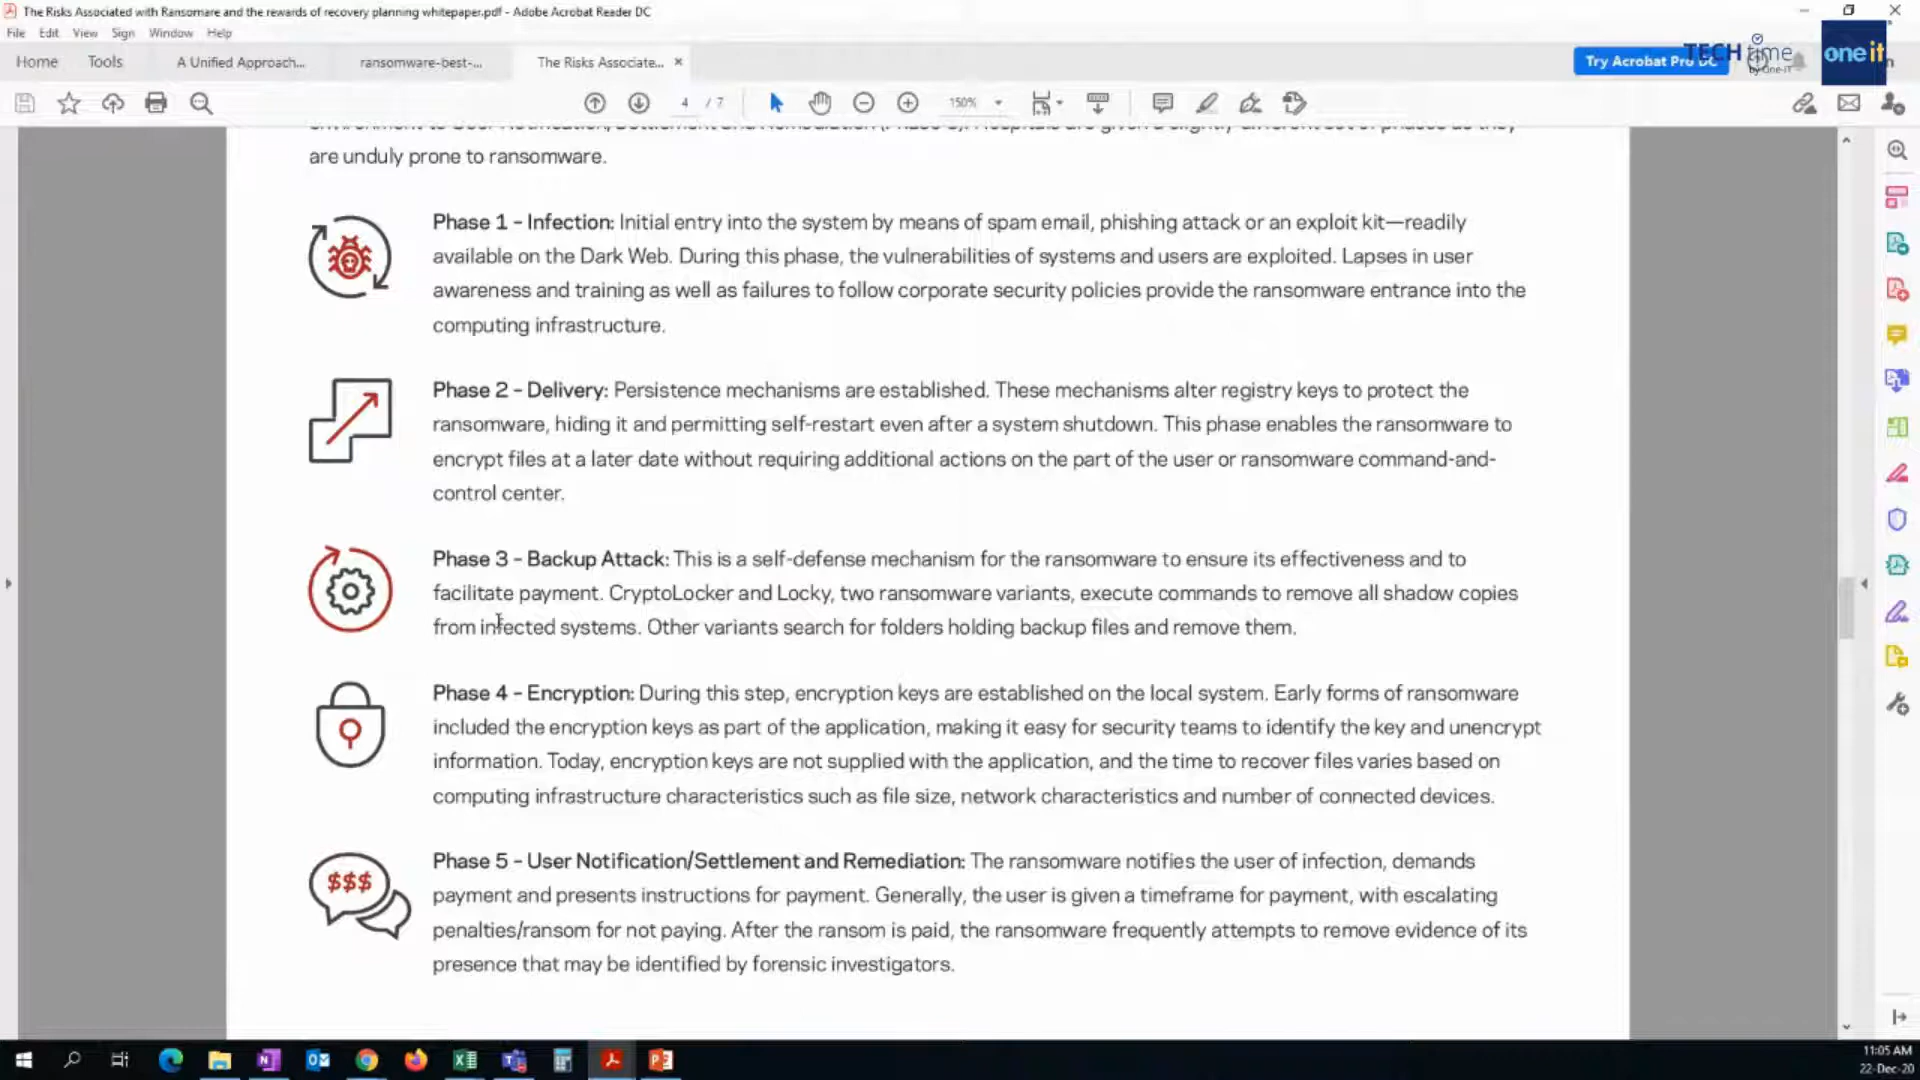 The Risks Associated with Ransomare and the rewards of recovery planning whitepaper.pdf - Adobe Acrobat Reader DC
File Edit View Sign Window Help
Home Tools A Unified Approach... ransomware-best-... The Risks Associate... Try Acrobat Pro DC
TECH time
by One-IT
one it
4 / 7 150%
are unduly prone to ransomware.
Phase 1 – Infection: Initial entry into the system by means of spam email, phishing attack or an exploit kit—readily
available on the Dark Web. During this phase, the vulnerabilities of systems and users are exploited. Lapses in user
awareness and training as well as failures to follow corporate security policies provide the ransomware entrance into the
computing infrastructure.
Phase 2 – Delivery: Persistence mechanisms are established. These mechanisms alter registry keys to protect the
ransomware, hiding it and permitting self-restart even after a system shutdown. This phase enables the ransomware to
encrypt files at a later date without requiring additional actions on the part of the user or ransomware command-and-
control center.
Phase 3 – Backup Attack: This is a self-defense mechanism for the ransomware to ensure its effectiveness and to
facilitate payment. CryptoLocker and Locky, two ransomware variants, execute commands to remove all shadow copies
from infected systems. Other variants search for folders holding backup files and remove them.
Phase 4 – Encryption: During this step, encryption keys are established on the local system. Early forms of ransomware
included the encryption keys as part of the application, making it easy for security teams to identify the key and unencrypt
information. Today, encryption keys are not supplied with the application, and the time to recover files varies based on
computing infrastructure characteristics such as file size, network characteristics and number of connected devices.
$$$
Phase 5 – User Notification/Settlement and Remediation: The ransomware notifies the user of infection, demands
payment and presents instructions for payment. Generally, the user is given a timeframe for payment, with escalating
penalties/ransom for not paying. After the ransom is paid, the ransomware frequently attempts to remove evidence of its
presence that may be identified by forensic investigators.
11:05 AM
22-Dec-20